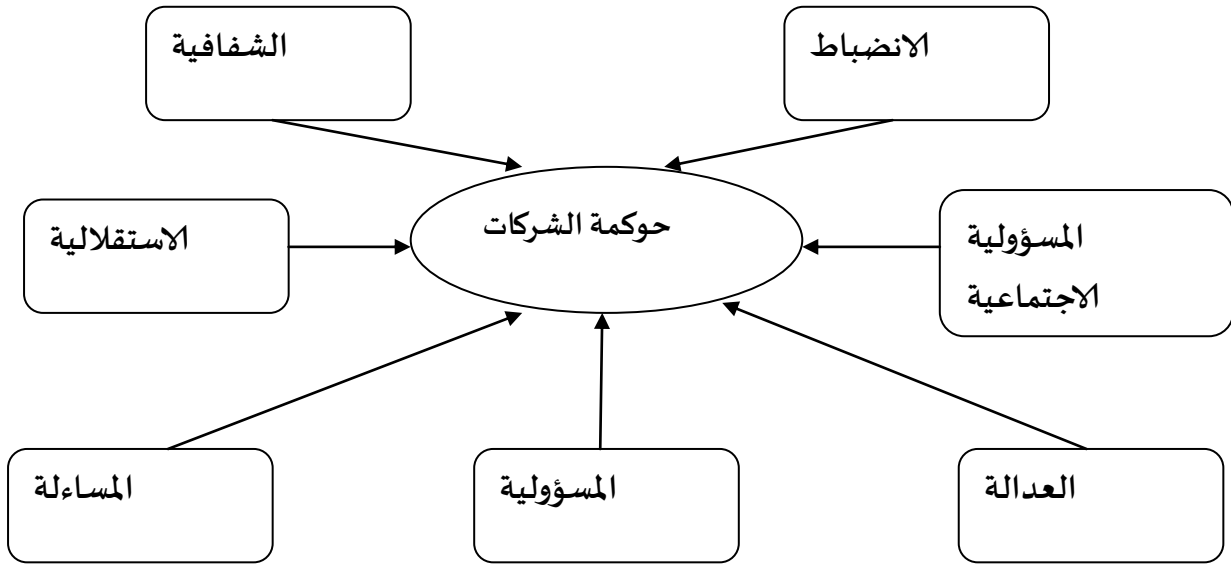 الانضباط
الشفافية
حوكمة الشركات
المسؤولية
الاجتماعية
الاستقلالية
العدالة
المسؤولية
المساءلة